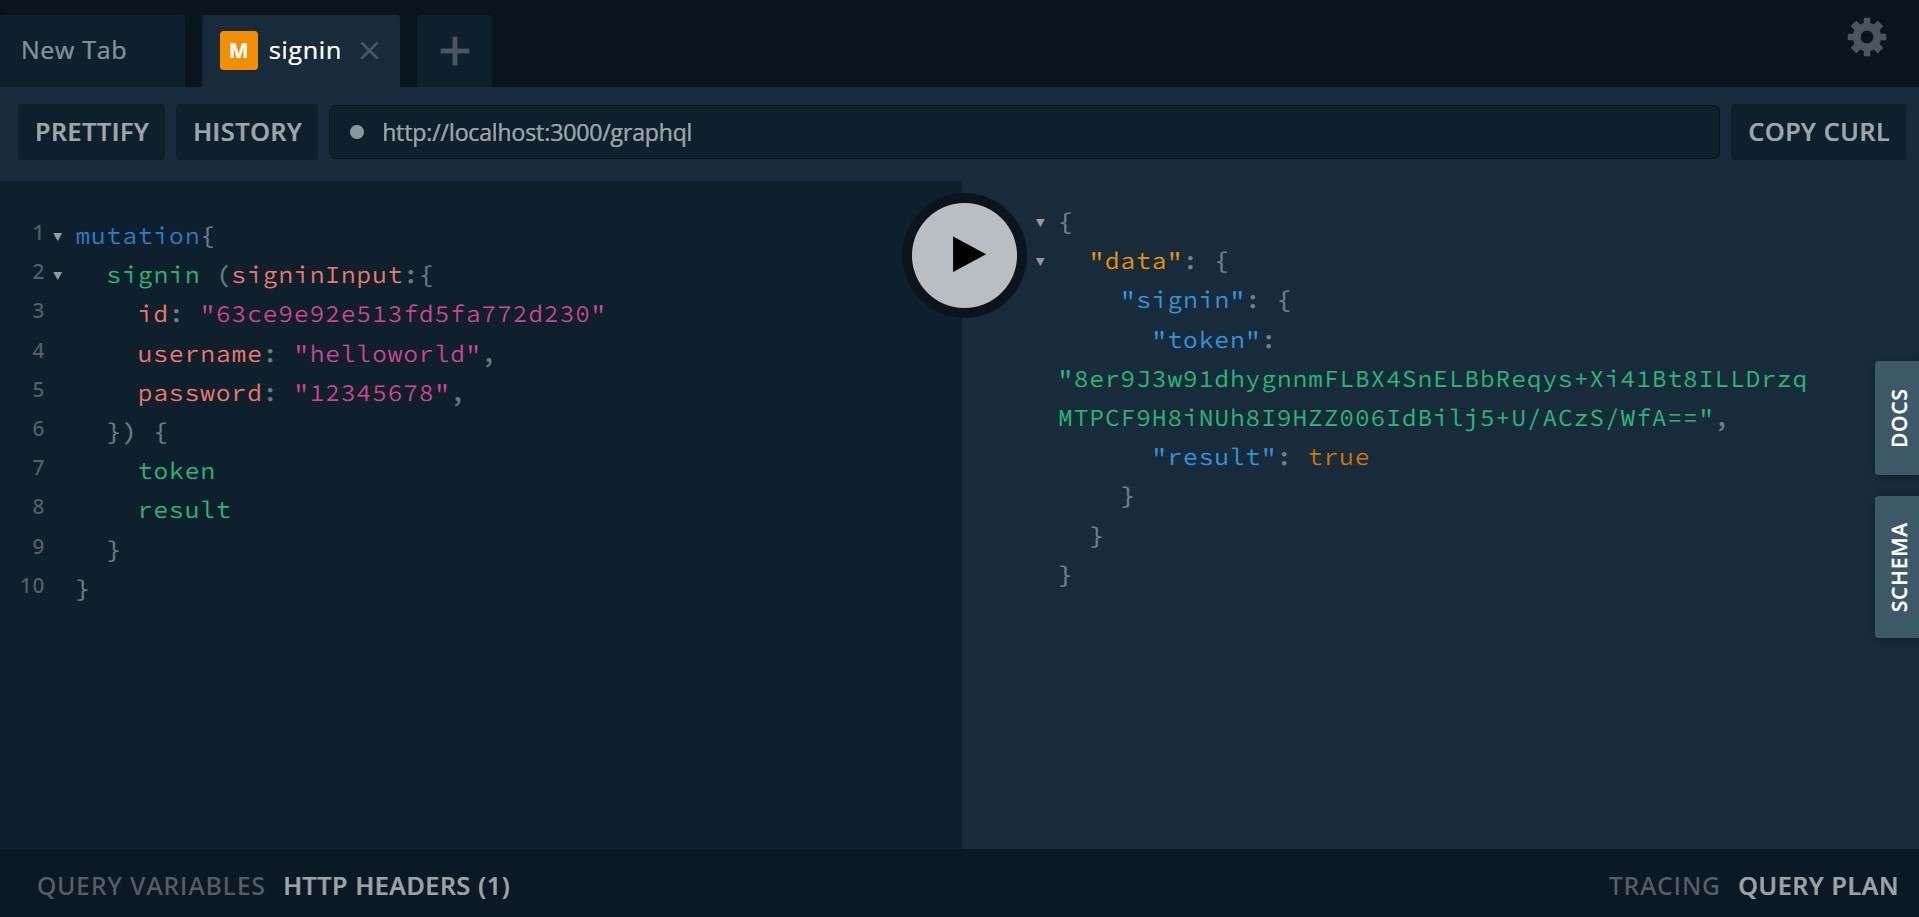 New Tab
M signin
PRETTIFY HISTORY http://localhost:3000/graphql COPY CURL
1 mutation{
2 signin (signinInput:{
3 id: "63ce9e92e513fd5fa772d230"
4 username: "helloworld",
5 password: "12345678",
6 }) {
7 token
8 result
9 }
10 }
{
"data": {
"signin": {
"token":
"8er9J3w91dhygnnmFLBX4SnELBbReqys+Xi41Bt8ILLDrzq
MTPCF9H8iNUh8I9HZZ006IdBilj5+U/ACzS/WfA==",
"result": true
}
}
}
DOCS
SCHEMA
QUERY VARIABLES HTTP HEADERS (1)
TRACING QUERY PLAN